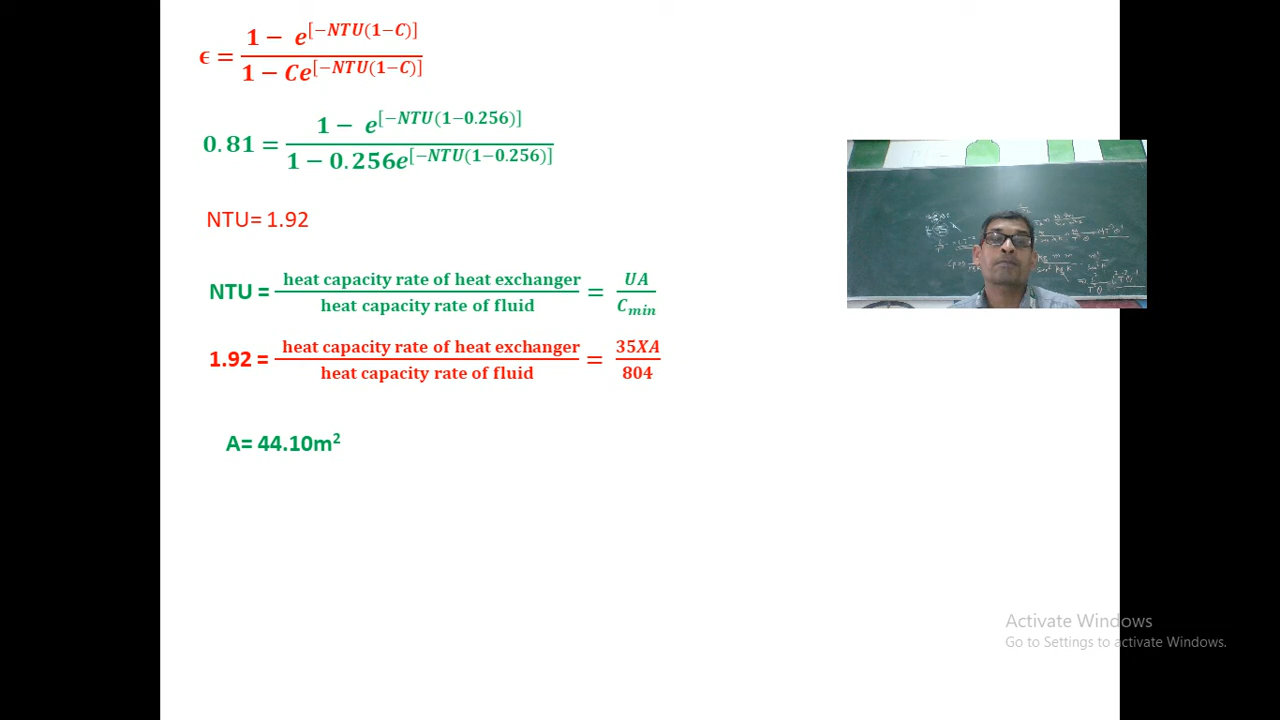 ϵ = (1 − e^[−NTU(1−C)]) / (1 − Ce^[−NTU(1−C)])
0.81 = (1 − e^[−NTU(1−0.256)]) / (1 − 0.256e^[−NTU(1−0.256)])
NTU= 1.92
NTU = heat capacity rate of heat exchanger / heat capacity rate of fluid = UA / C_min
1.92 = heat capacity rate of heat exchanger / heat capacity rate of fluid = 35XA / 804
A= 44.10m²
Activate Windows
Go to Settings to activate Windows.